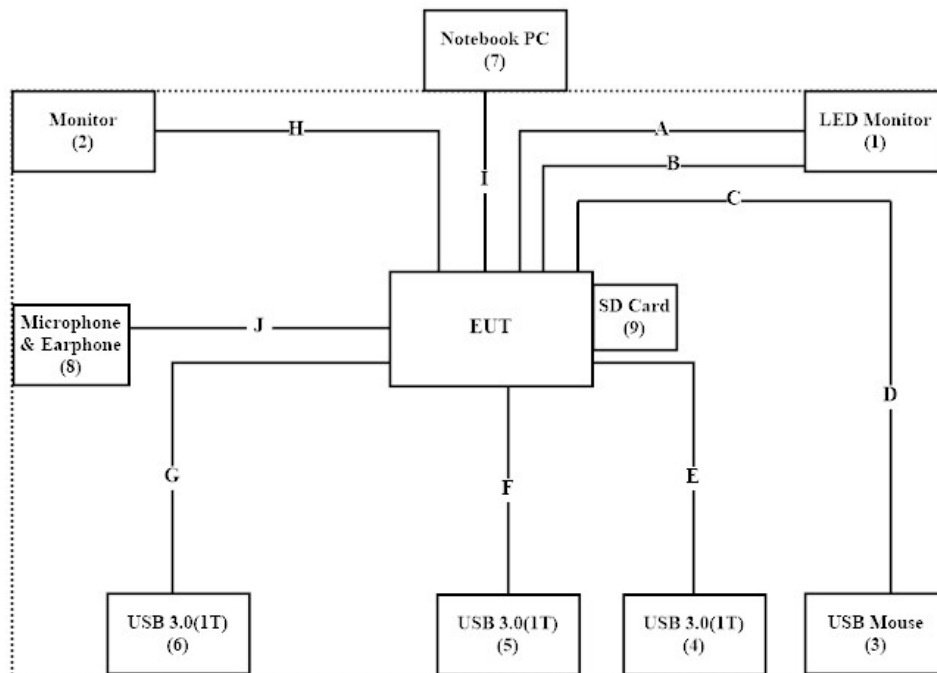 Notebook PC
(7)
Monitor
(2)
H
A
LED Monitor
(1)
B
I
C
Microphone
& Earphone
(8)
J
EUT
SD Card
(9)
D
G
F
E
USB 3.0(1T)
(6)
USB 3.0(1T)
(5)
USB 3.0(1T)
(4)
USB Mouse
(3)